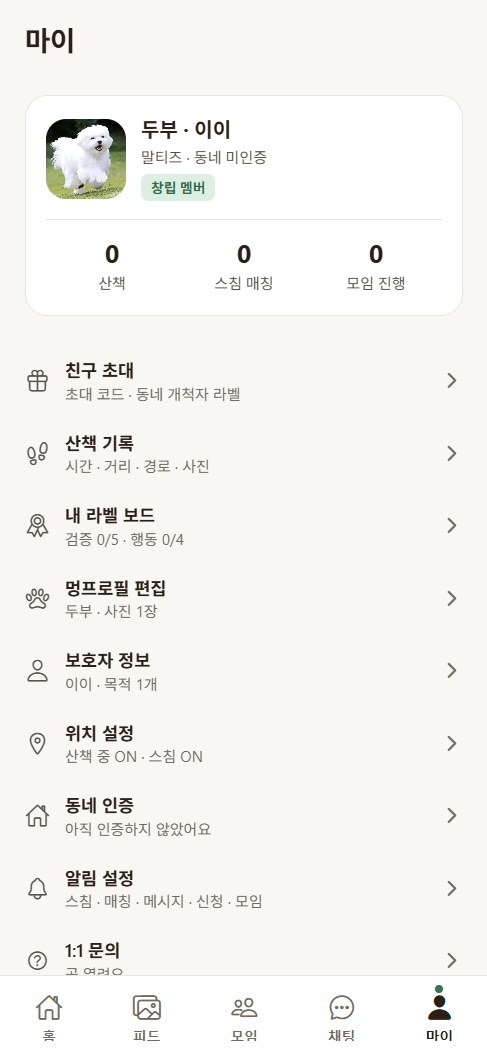 마이
두부 · 이이
말티즈 · 동네 미인증
창립 멤버
0 0 0
산책 스침 매칭 모임 진행
친구 초대
초대 코드 · 동네 개척자 라벨
산책 기록
시간 · 거리 · 경로 · 사진
내 라벨 보드
검증 0/5 · 행동 0/4
멍프로필 편집
두부 · 사진 1장
보호자 정보
이이 · 목적 1개
위치 설정
산책 중 ON · 스침 ON
동네 인증
아직 인증하지 않았어요
알림 설정
스침 · 매칭 · 메시지 · 신청 · 모임
1:1 문의
곧 열려요
홈 피드 모임 채팅 마이